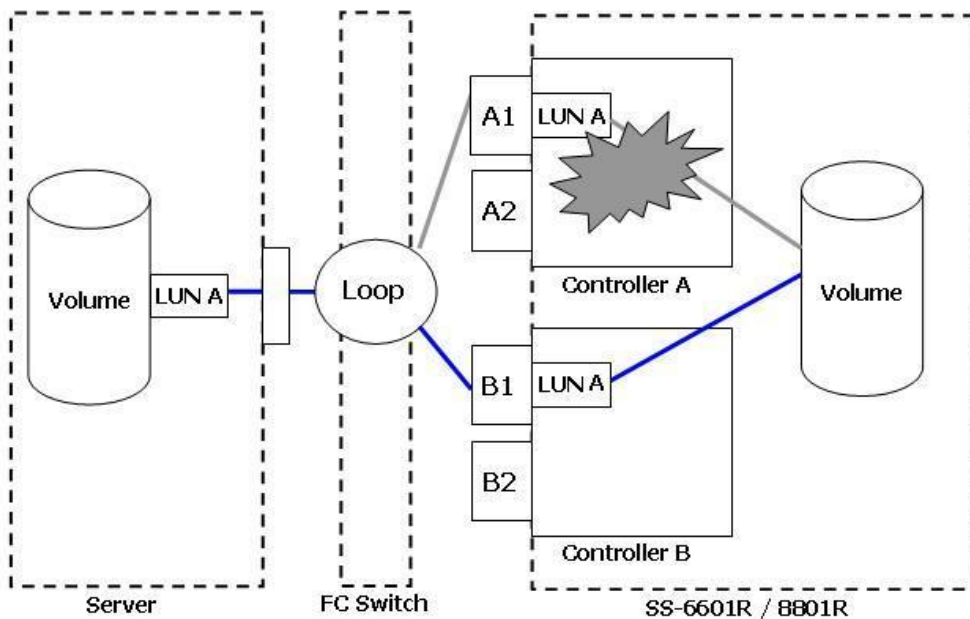 A1
LUN A
A2
Controller A
Volume
LUN A
Loop
Volume
B1
LUN A
B2
Controller B
Server
FC Switch
SS-6601R / 8801R